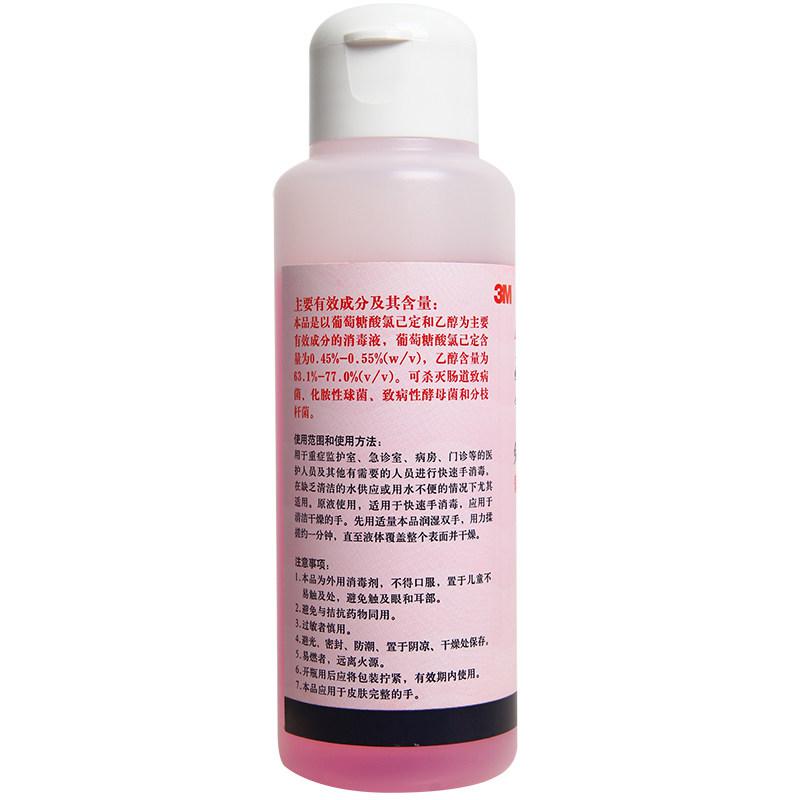 3M
主要有效成分及其含量：
本品是以葡萄糖酸氯己定和乙醇为主要
有效成分的消毒液，葡萄糖酸氯己定含
量为0.45%-0.55%(w/v)，乙醇含量为
63.1%-77.0%(v/v)。可杀灭肠道致病
菌、化脓性球菌、致病性酵母菌和分枝
杆菌。
使用范围和使用方法：
用于重症监护室、急诊室、病房、门诊等的医
护人员及其他有需要的人员进行快速手消毒，
在缺乏清洁的水供应或用水不便的情况下尤其
适用。原液使用，适用于快速手消毒，应用于
清洁干燥的手。先用适量本品润湿双手，用力揉
搓约一分钟，直至液体覆盖整个表面并干燥。
注意事项：
1.本品为外用消毒剂，不得口服，置于儿童不
易触及处，避免触及眼和耳部。
2.避免与拮抗药物同用。
3.过敏者慎用。
4.避光、密封、防潮、置于阴凉、干燥处保存。
5.易燃者，远离火源。
6.开瓶用后应将包装拧紧，有效期内使用。
7.本品应用于皮肤完整的手。